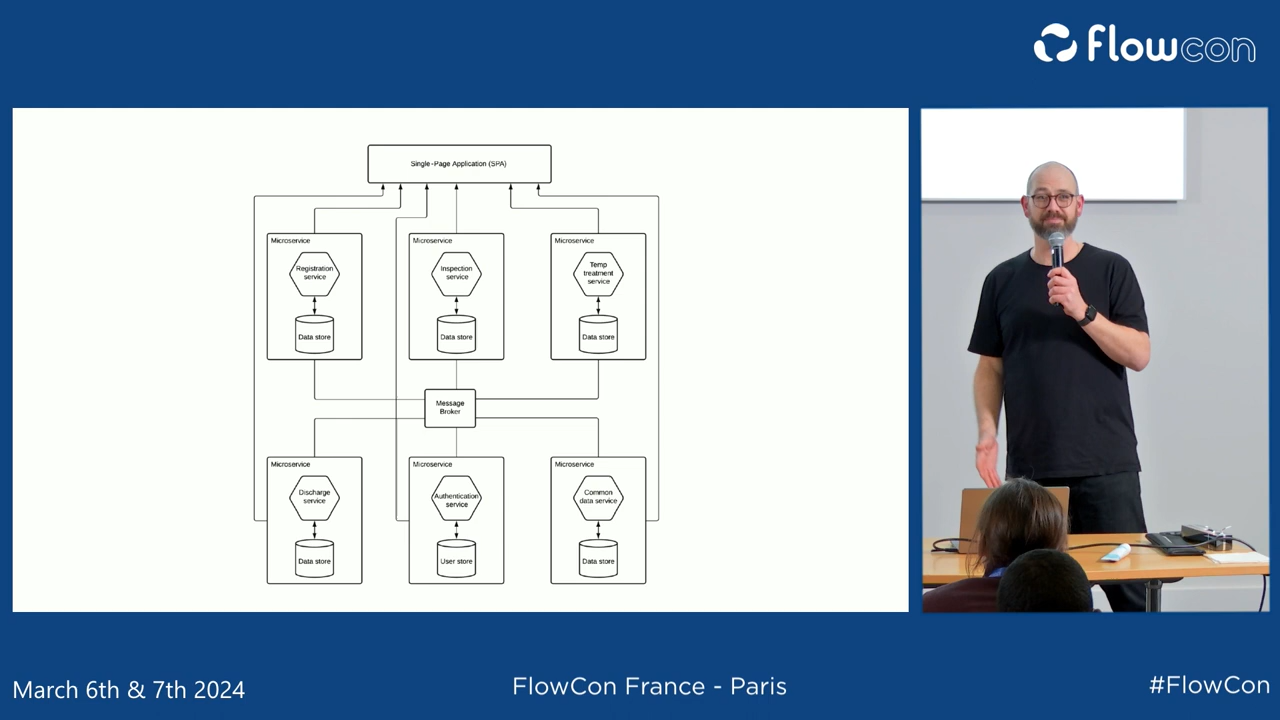 flowcon
Single-Page Application (SPA)
Microservice
Registration
service
Data store
Microservice
Inspection
service
Data store
Microservice
Temp
treatment
service
Data store
Message
Broker
Microservice
Discharge
service
Data store
Microservice
Authentication
service
User store
Microservice
Common
data service
Data store
March 6th & 7th 2024
FlowCon France - Paris
#FlowCon